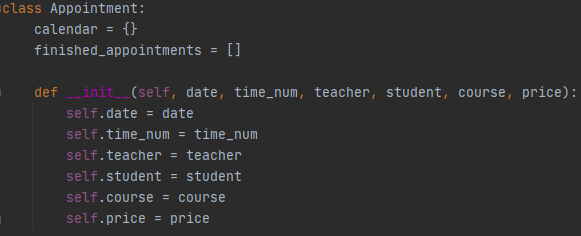 class Appointment:
    calendar = {}
    finished_appointments = []

    def __init__(self, date, time_num, teacher, student, course, price):
        self.date = date
        self.time_num = time_num
        self.teacher = teacher
        self.student = student
        self.course = course
        self.price = price